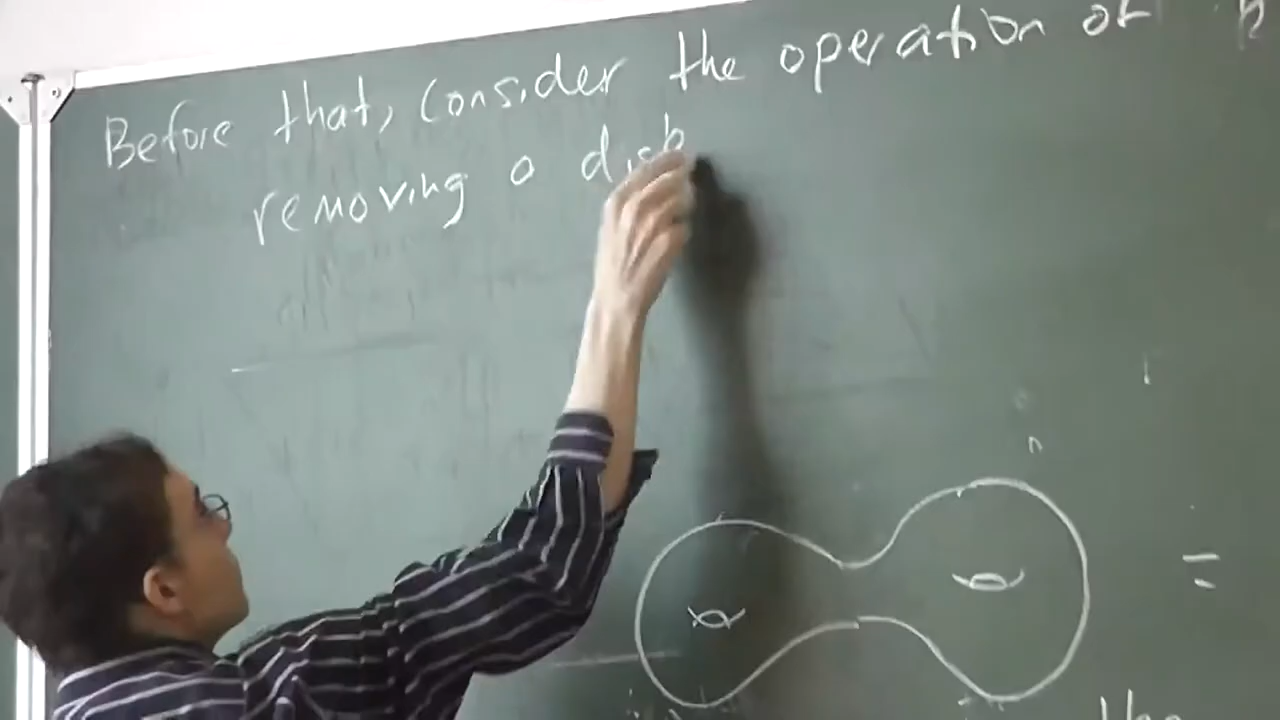 Before that, consider the operation of
removing a disk
=